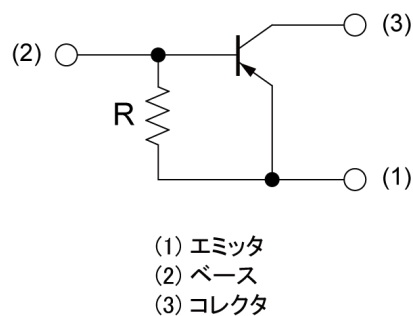 (3)
(2)
R
(1)
(1) エミッタ
(2) ベース
(3) コレクタ